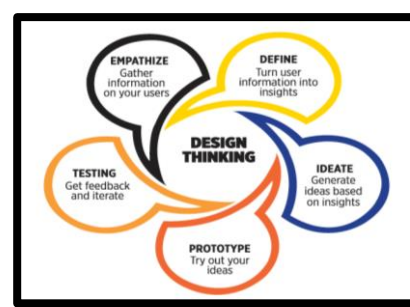 EMPATHIZE
Gather
information
on your users
DEFINE
Turn user
information into
insights
DESIGN
THINKING
IDEATE
Generate
ideas based
on insights
PROTOTYPE
Try out your
ideas
TESTING
Get feedback
and iterate